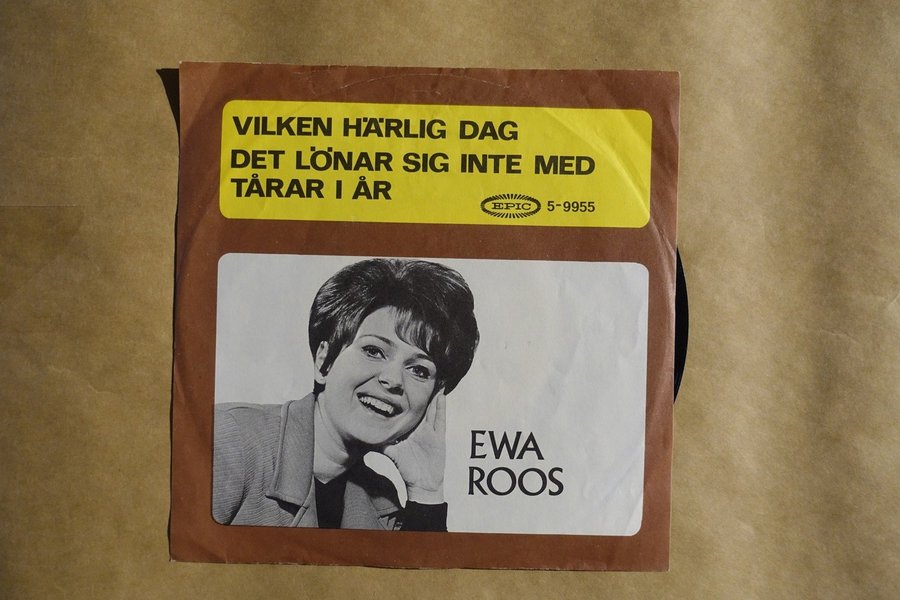 VILKEN HÄRLIG DAG
DET LÖNAR SIG INTE MED
TÅRAR I ÅR
EPIC 5-9955
EWA
ROOS